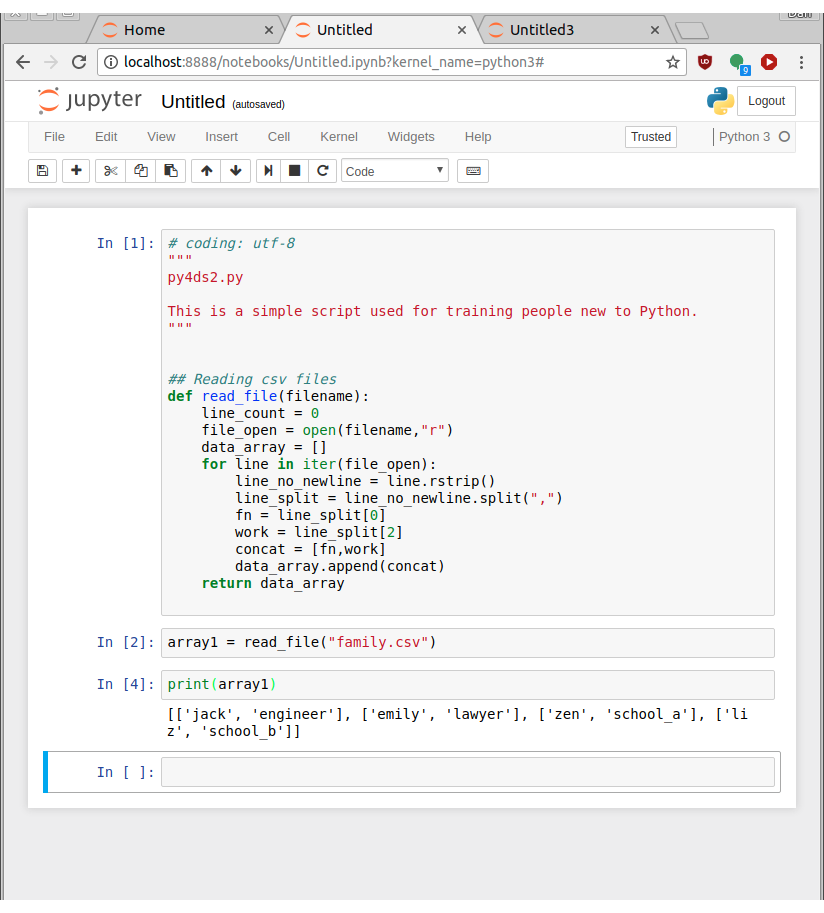 Home
Untitled
Untitled3
localhost:8888/notebooks/Untitled.ipynb?kernel_name=python3#
9
jupyter Untitled (autosaved)
Logout
File Edit View Insert Cell Kernel Widgets Help Trusted Python 3
Code
In [1]: # coding: utf-8
"""
py4ds2.py
This is a simple script used for training people new to Python.
"""
## Reading csv files
def read_file(filename):
    line_count = 0
    file_open = open(filename,"r")
    data_array = []
    for line in iter(file_open):
        line_no_newline = line.rstrip()
        line_split = line_no_newline.split(",")
        fn = line_split[0]
        work = line_split[2]
        concat = [fn,work]
        data_array.append(concat)
    return data_array
In [2]: array1 = read_file("family.csv")
In [4]: print(array1)
[['jack', 'engineer'], ['emily', 'lawyer'], ['zen', 'school_a'], ['li
z', 'school_b']]
In [ ]: